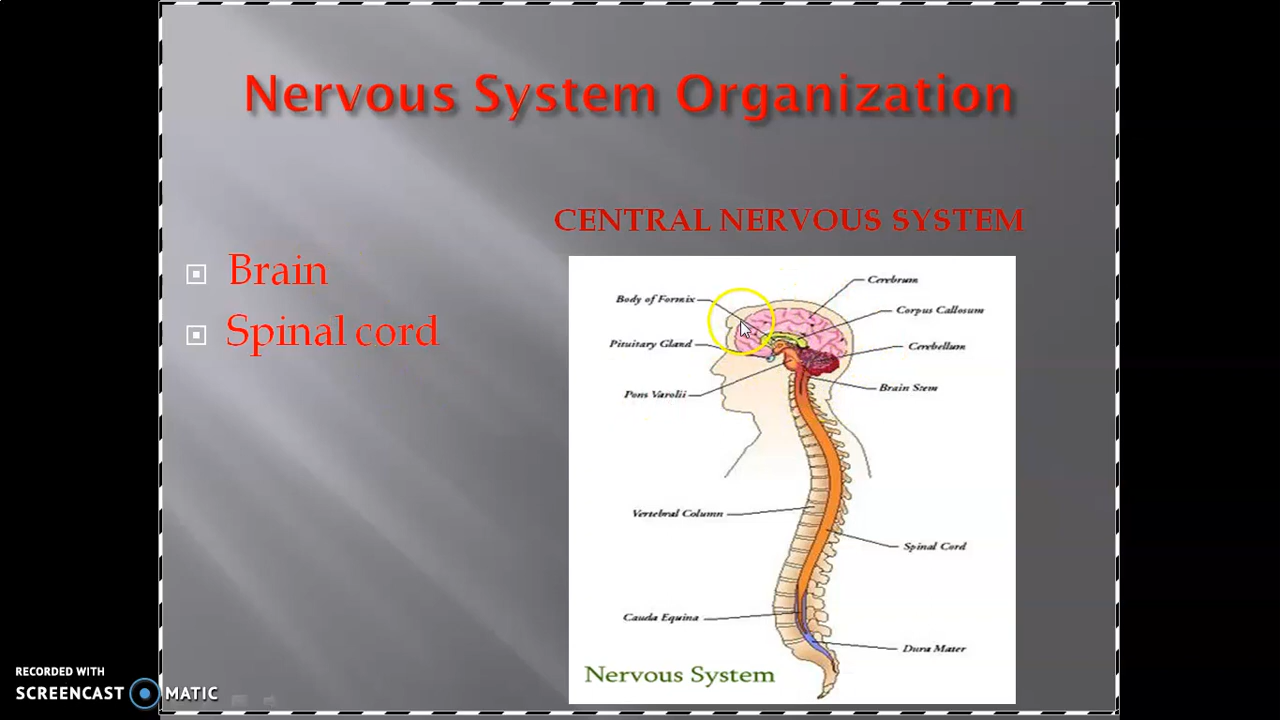 Nervous System Organization
CENTRAL NERVOUS SYSTEM
Brain
Spinal cord
Cerebrum
Body of Fornix
Corpus Callosum
Pituitary Gland
Cerebellum
Brain Stem
Pons Varolii
Vertebral Column
Spinal Cord
Cauda Equina
Dura Mater
Nervous System
RECORDED WITH
SCREENCAST MATIC